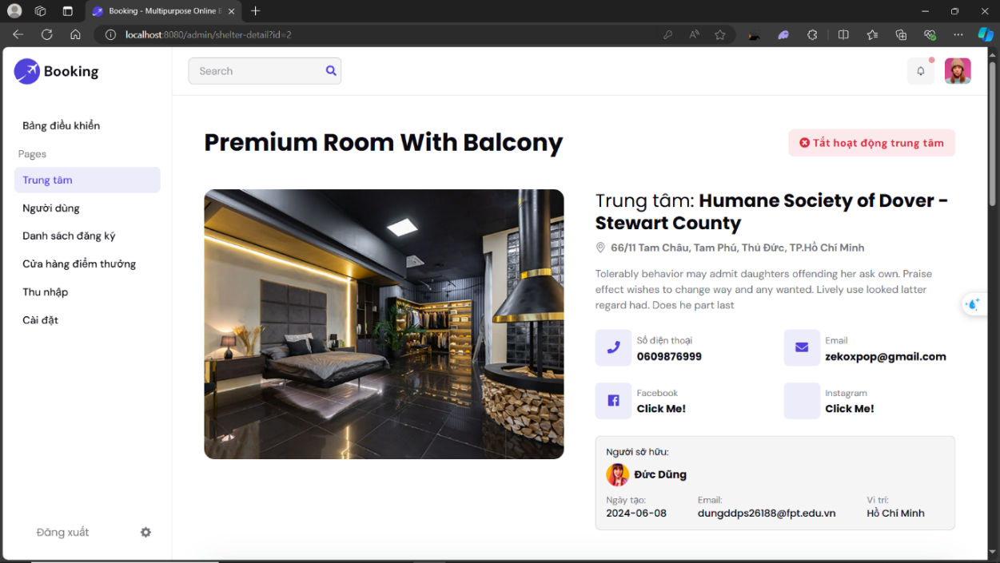 Booking - Multipurpose Online B
localhost:8080/admin/shelter-detail?id=2
Booking
Search
Bảng điều khiển
Pages
Trung tâm
Người dùng
Danh sách đăng ký
Cửa hàng điểm thưởng
Thu nhập
Cài đặt
Đăng xuất
Premium Room With Balcony
Tắt hoạt động trung tâm
Trung tâm: Humane Society of Dover -
Stewart County
66/11 Tam Châu, Tam Phú, Thủ Đức, TP.Hồ Chí Minh
Tolerably behavior may admit daughters offending her ask own. Praise
effect wishes to change way and any wanted. Lively use looked latter
regard had. Does he part last
Số điện thoại
0609876999
Email
zekoxpop@gmail.com
Facebook
Click Me!
Instagram
Click Me!
Người sở hữu:
Đức Dũng
Ngày tạo:
2024-06-08
Email:
dungddps26188@fpt.edu.vn
Vị trí:
Hồ Chí Minh